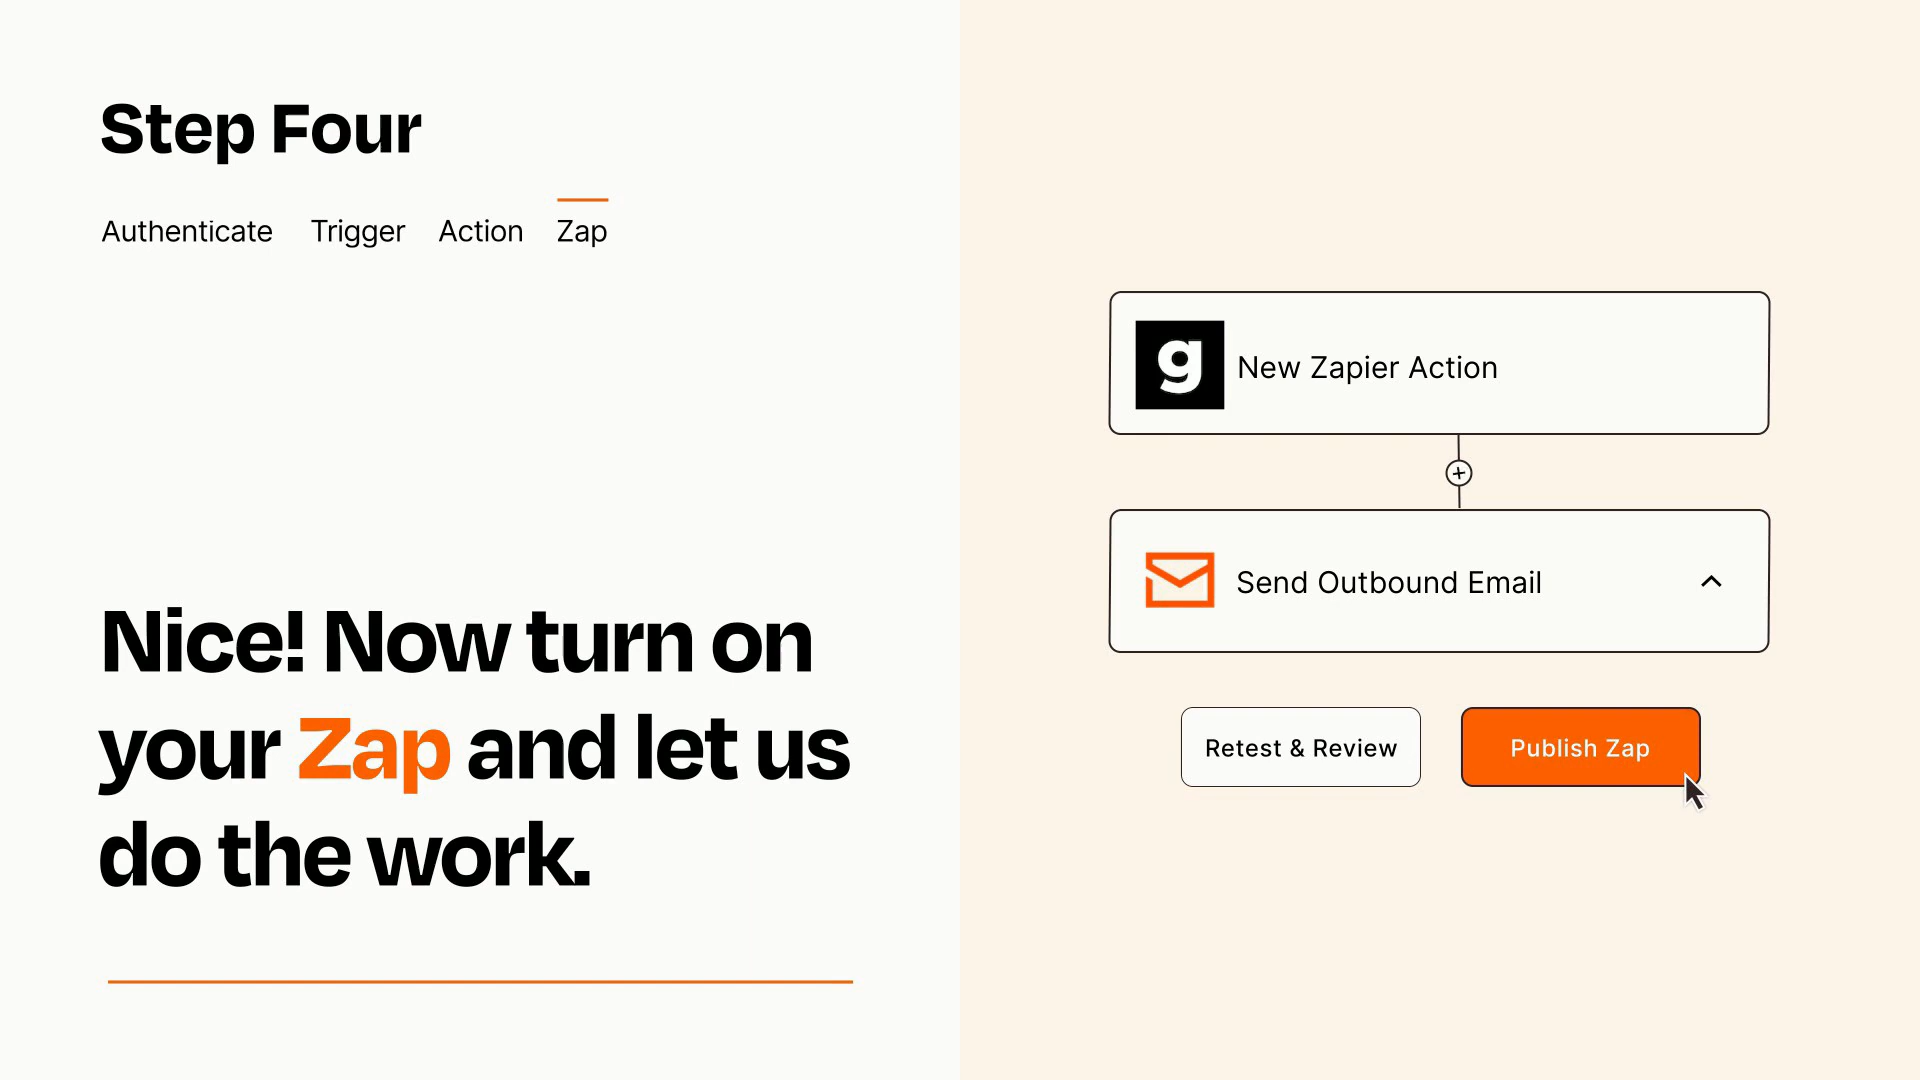 Step Four
Authenticate Trigger Action Zap
Nice! Now turn on
your Zap and let us
do the work.
g New Zapier Action
Send Outbound Email
Retest & Review Publish Zap